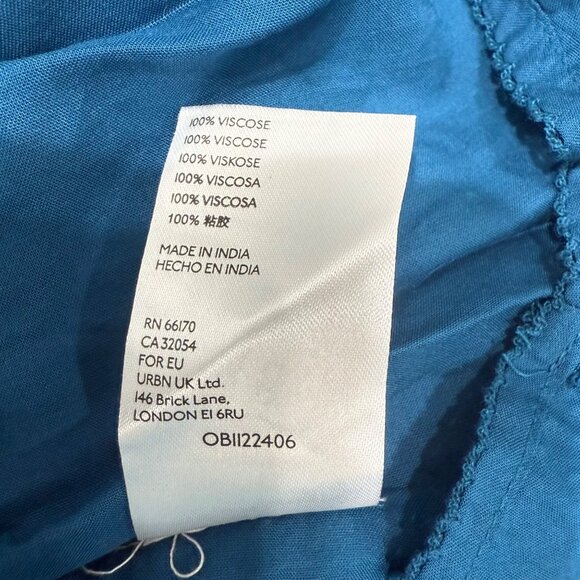 100% VISCOSE
100% VISCOSE
100% VISKOSE
100% VISCOSA
100% VISCOSA
100% 粘胶
MADE IN INDIA
HECHO EN INDIA
RN 66170
CA 32054
FOR EU
URBN UK Ltd.
146 Brick Lane,
LONDON E1 6RU
OB1122406